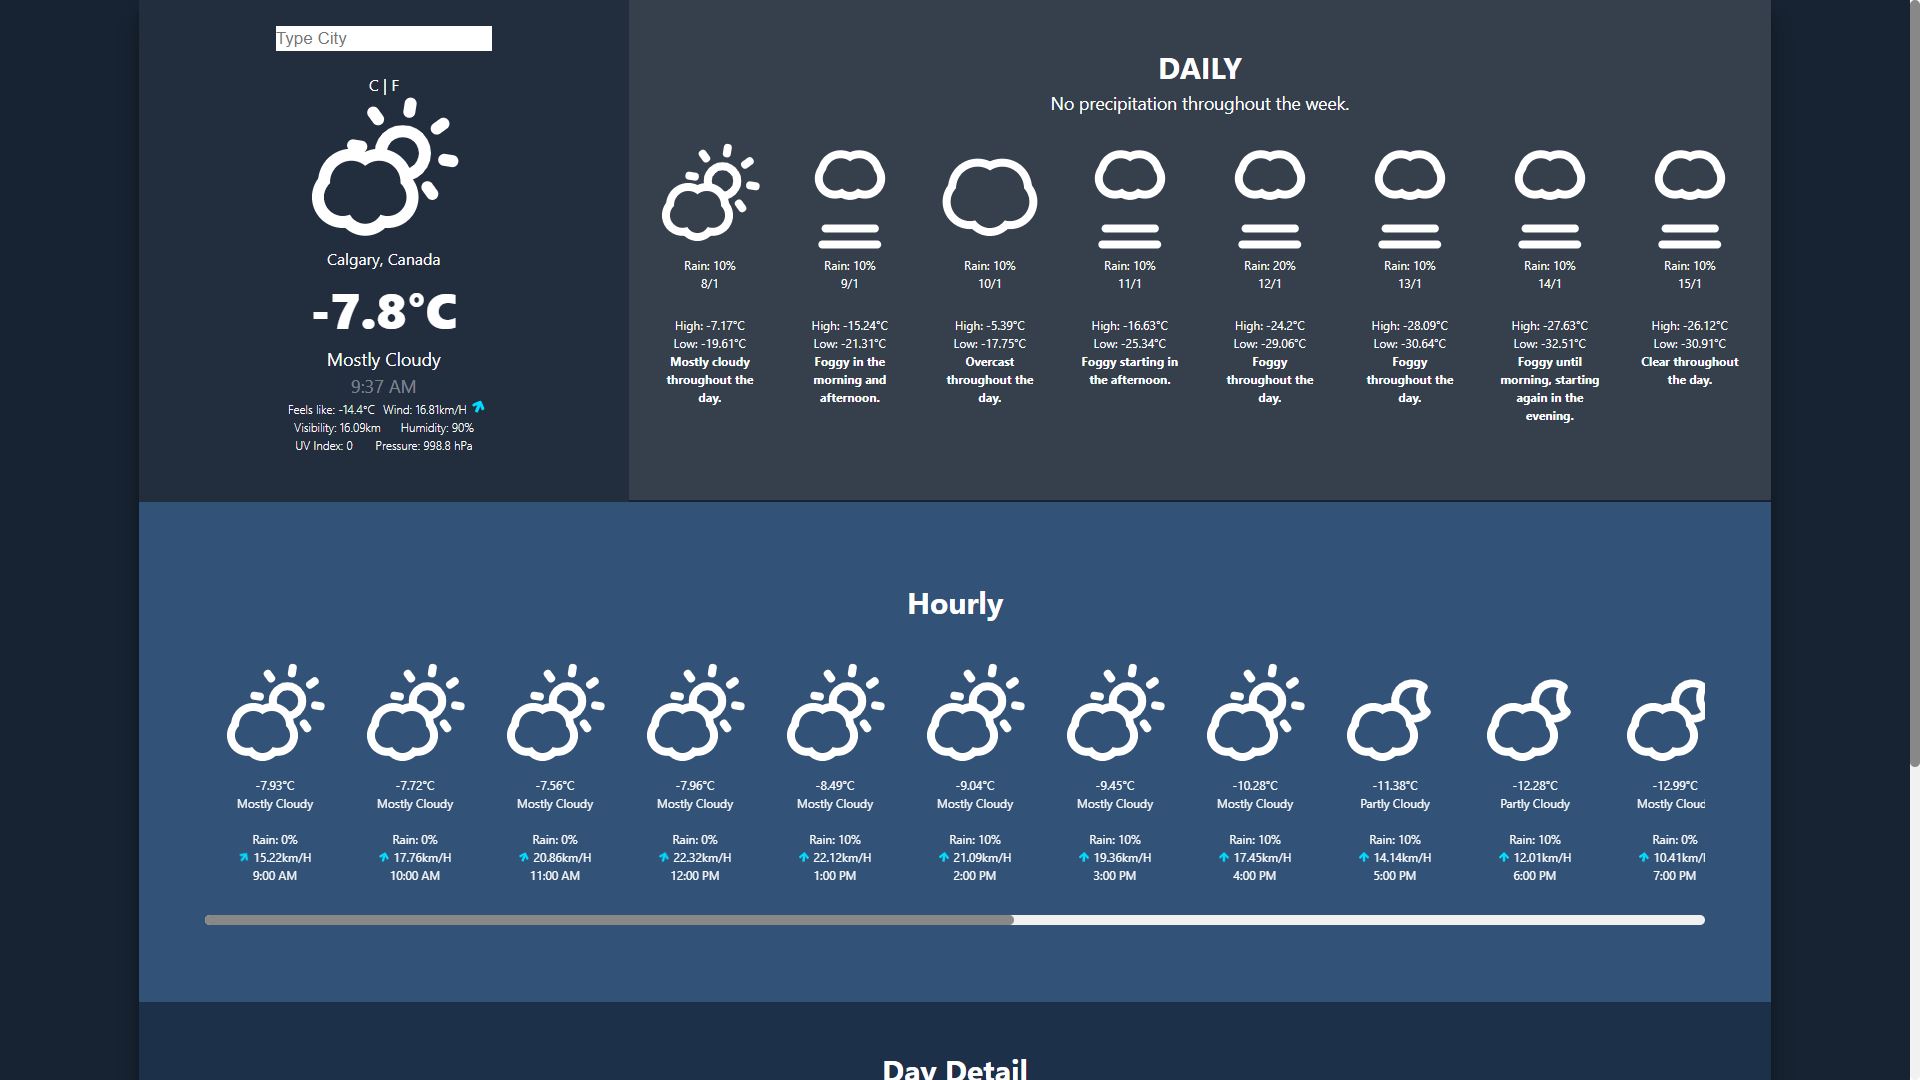 Type City
C | F
Calgary, Canada
-7.8°C
Mostly Cloudy
9:37 AM
Feels like: -14.4°C Wind: 16.81km/H
Visibility: 16.09km Humidity: 90%
UV Index: 0 Pressure: 998.8 hPa
DAILY
No precipitation throughout the week.
Rain: 10%
8/1
High: -7.17°C
Low: -19.61°C
Mostly cloudy
throughout the
day.
Rain: 10%
9/1
High: -15.24°C
Low: -21.31°C
Foggy in the
morning and
afternoon.
Rain: 10%
10/1
High: -5.39°C
Low: -17.75°C
Overcast
throughout the
day.
Rain: 10%
11/1
High: -16.63°C
Low: -25.34°C
Foggy starting in
the afternoon.
Rain: 20%
12/1
High: -24.2°C
Low: -29.06°C
Foggy
throughout the
day.
Rain: 10%
13/1
High: -28.09°C
Low: -30.64°C
Foggy
throughout the
day.
Rain: 10%
14/1
High: -27.63°C
Low: -32.51°C
Foggy until
morning, starting
again in the
evening.
Rain: 10%
15/1
High: -26.12°C
Low: -30.91°C
Clear throughout
the day.
Hourly
-7.93°C
Mostly Cloudy
Rain: 0%
15.22km/H
9:00 AM
-7.72°C
Mostly Cloudy
Rain: 0%
17.76km/H
10:00 AM
-7.56°C
Mostly Cloudy
Rain: 0%
20.86km/H
11:00 AM
-7.96°C
Mostly Cloudy
Rain: 0%
22.32km/H
12:00 PM
-8.49°C
Mostly Cloudy
Rain: 10%
22.12km/H
1:00 PM
-9.04°C
Mostly Cloudy
Rain: 10%
21.09km/H
2:00 PM
-9.45°C
Mostly Cloudy
Rain: 10%
19.36km/H
3:00 PM
-10.28°C
Mostly Cloudy
Rain: 10%
17.45km/H
4:00 PM
-11.38°C
Partly Cloudy
Rain: 10%
14.14km/H
5:00 PM
-12.28°C
Partly Cloudy
Rain: 10%
12.01km/H
6:00 PM
-12.99°C
Mostly Cloud
Rain: 0%
10.41km/
7:00 PM
Day Detail